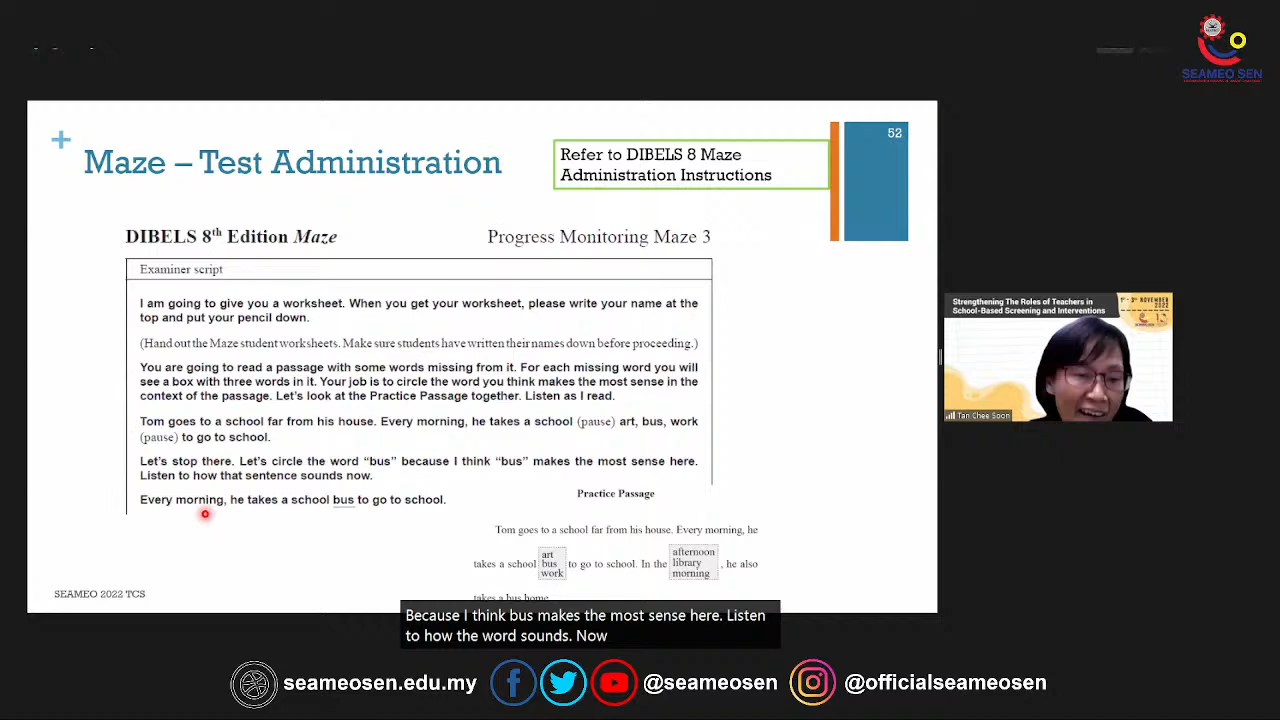 SEAMEO SEN
52
+
Maze – Test Administration
Refer to DIBELS 8 Maze
Administration Instructions
DIBELS 8th Edition Maze
Progress Monitoring Maze 3
Examiner script
I am going to give you a worksheet. When you get your worksheet, please write your name at the
top and put your pencil down.
(Hand out the Maze student worksheets. Make sure students have written their names down before proceeding.)
You are going to read a passage with some words missing from it. For each missing word you will
see a box with three words in it. Your job is to circle the word you think makes the most sense in the
context of the passage. Let's look at the Practice Passage together. Listen as I read.
Tom goes to a school far from his house. Every morning, he takes a school (pause) art, bus, work
(pause) to go to school.
Let's stop there. Let's circle the word “bus” because I think “bus” makes the most sense here.
Listen to how that sentence sounds now.
Every morning, he takes a school bus to go to school.
Practice Passage
Tom goes to a school far from his house. Every morning, he
takes a school art bus work to go to school. In the afternoon library morning , he also
takes a bus home
SEAMEO 2022 TCS
Because I think bus makes the most sense here. Listen
to how the word sounds. Now
Strengthening The Roles of Teachers in
School-Based Screening and Interventions
1st - 3rd NOVEMBER
2022
Tan Chee Soon
seameosen.edu.my
@seameosen
@officialseameosen